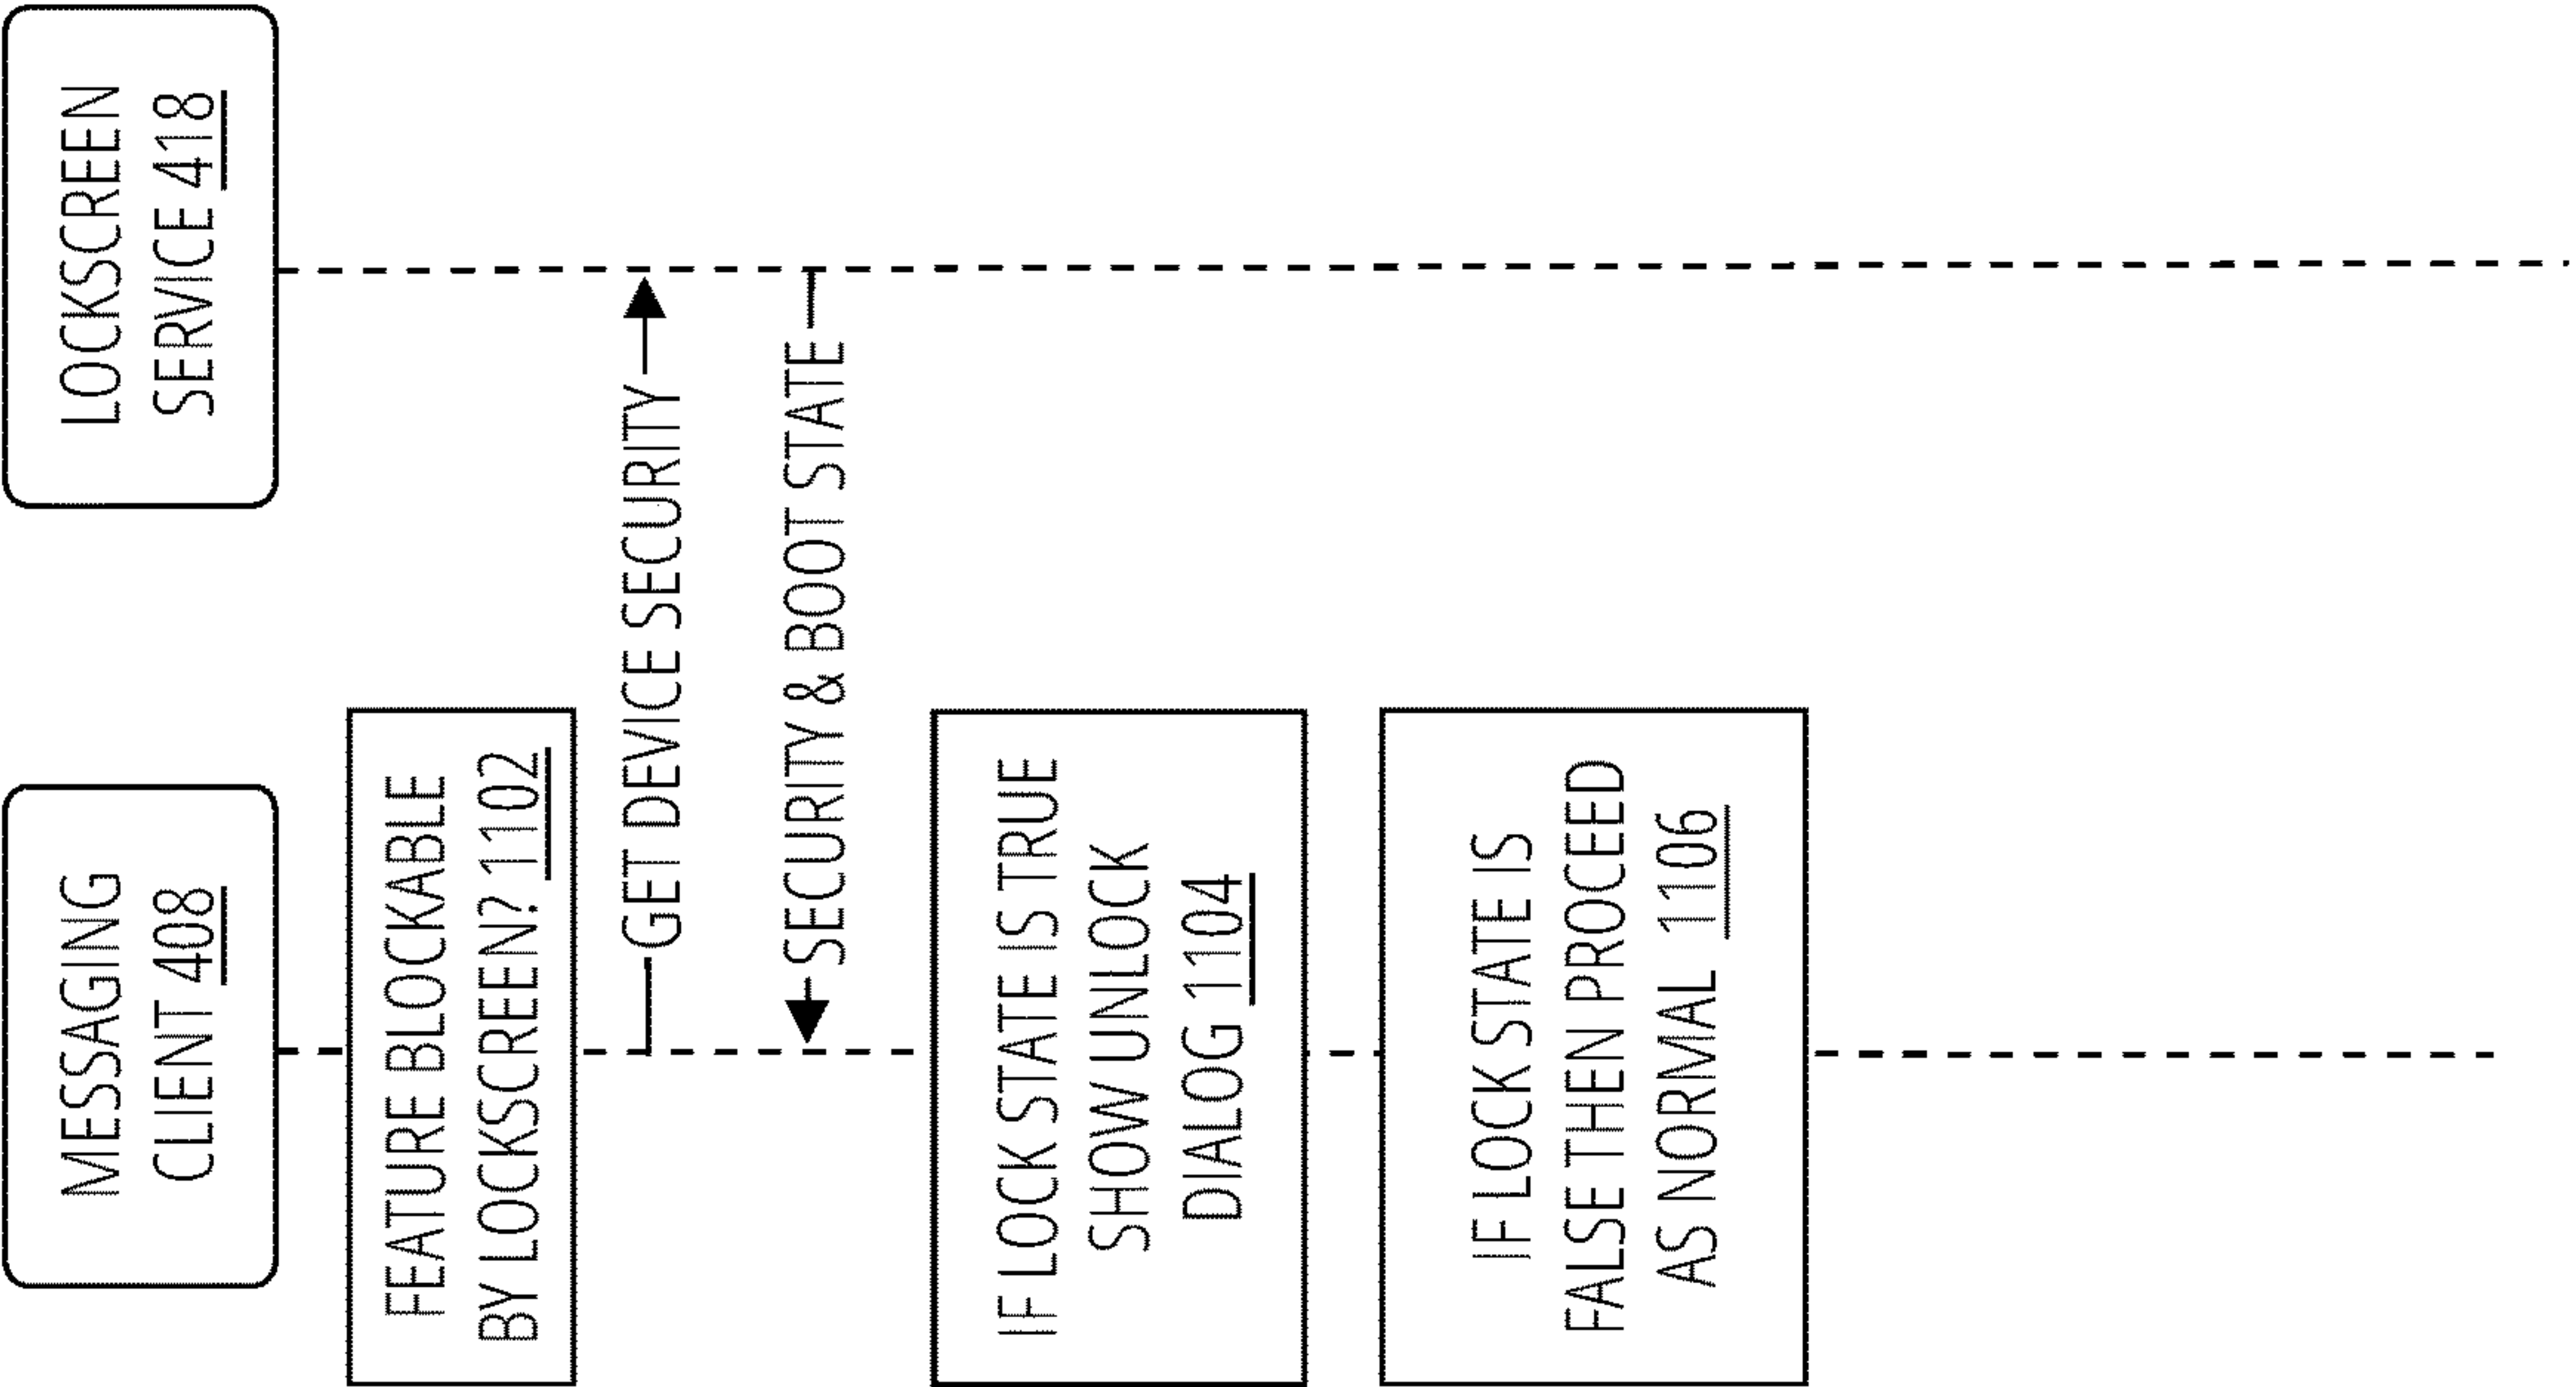 MESSAGING
CLIENT 408
LOCKSCREEN
SERVICE 418
FEATURE BLOCKABLE
BY LOCKSCREEN? 1102
GET DEVICE SECURITY
SECURITY & BOOT STATE
IF LOCK STATE IS TRUE
SHOW UNLOCK
DIALOG 1104
IF LOCK STATE IS
FALSE THEN PROCEED
AS NORMAL 1106